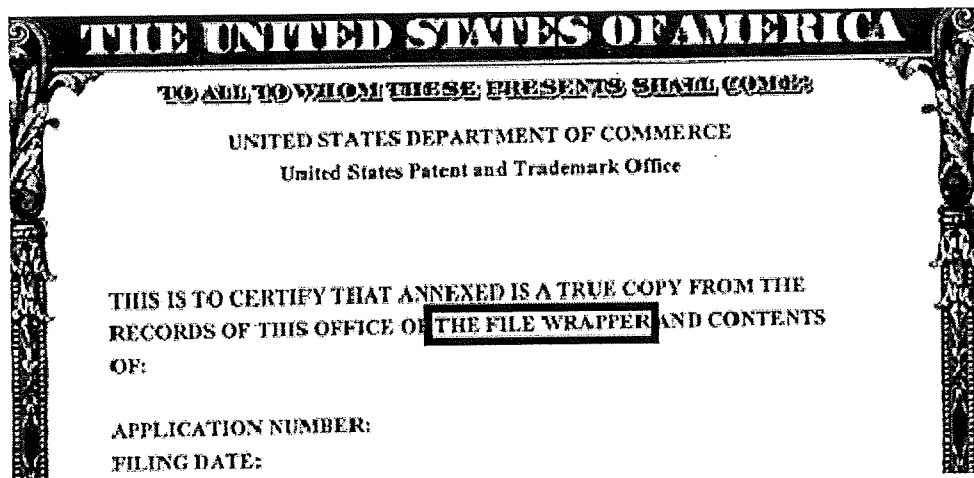 THE UNITED STATES OF AMERICA
TO ALL TO WHOM THESE PRESENTS SHALL COME:
UNITED STATES DEPARTMENT OF COMMERCE
United States Patent and Trademark Office
THIS IS TO CERTIFY THAT ANNEXED IS A TRUE COPY FROM THE
RECORDS OF THIS OFFICE OF THE FILE WRAPPER AND CONTENTS
OF:
APPLICATION NUMBER:
FILING DATE: